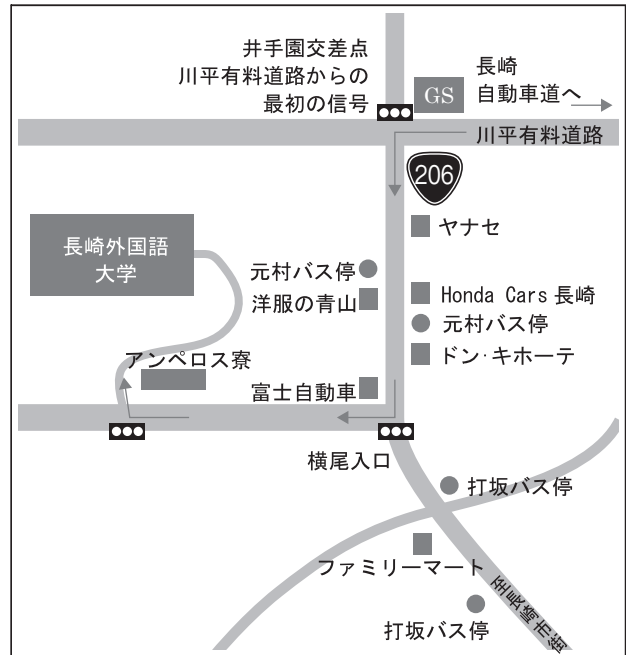 井手園交差点
川平有料道路からの
最初の信号
GS
長崎
自動車道へ
川平有料道路
206
ヤナセ
長崎外国語
大学
元村バス停
洋服の青山
Honda Cars 長崎
元村バス停
ドン・キホーテ
アンペロス寮
富士自動車
横尾入口
打坂バス停
ファミリーマート
至長崎市街
打坂バス停